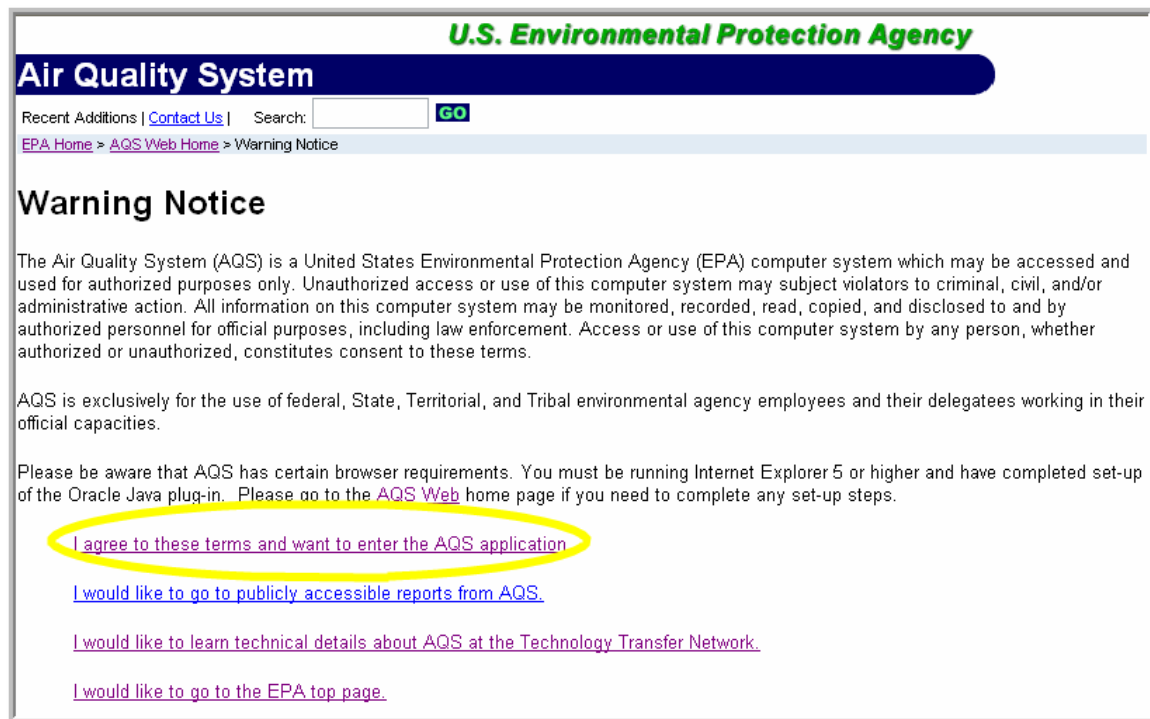 U.S. Environmental Protection Agency
Air Quality System
Recent Additions | Contact Us | Search: GO
EPA Home > AQS Web Home > Warning Notice
Warning Notice
The Air Quality System (AQS) is a United States Environmental Protection Agency (EPA) computer system which may be accessed and
used for authorized purposes only. Unauthorized access or use of this computer system may subject violators to criminal, civil, and/or
administrative action. All information on this computer system may be monitored, recorded, read, copied, and disclosed to and by
authorized personnel for official purposes, including law enforcement. Access or use of this computer system by any person, whether
authorized or unauthorized, constitutes consent to these terms.
AQS is exclusively for the use of federal, State, Territorial, and Tribal environmental agency employees and their delegatees working in their
official capacities.
Please be aware that AQS has certain browser requirements. You must be running Internet Explorer 5 or higher and have completed set-up
of the Oracle Java plug-in. Please go to the AQS Web home page if you need to complete any set-up steps.
I agree to these terms and want to enter the AQS application
I would like to go to publicly accessible reports from AQS.
I would like to learn technical details about AQS at the Technology Transfer Network.
I would like to go to the EPA top page.